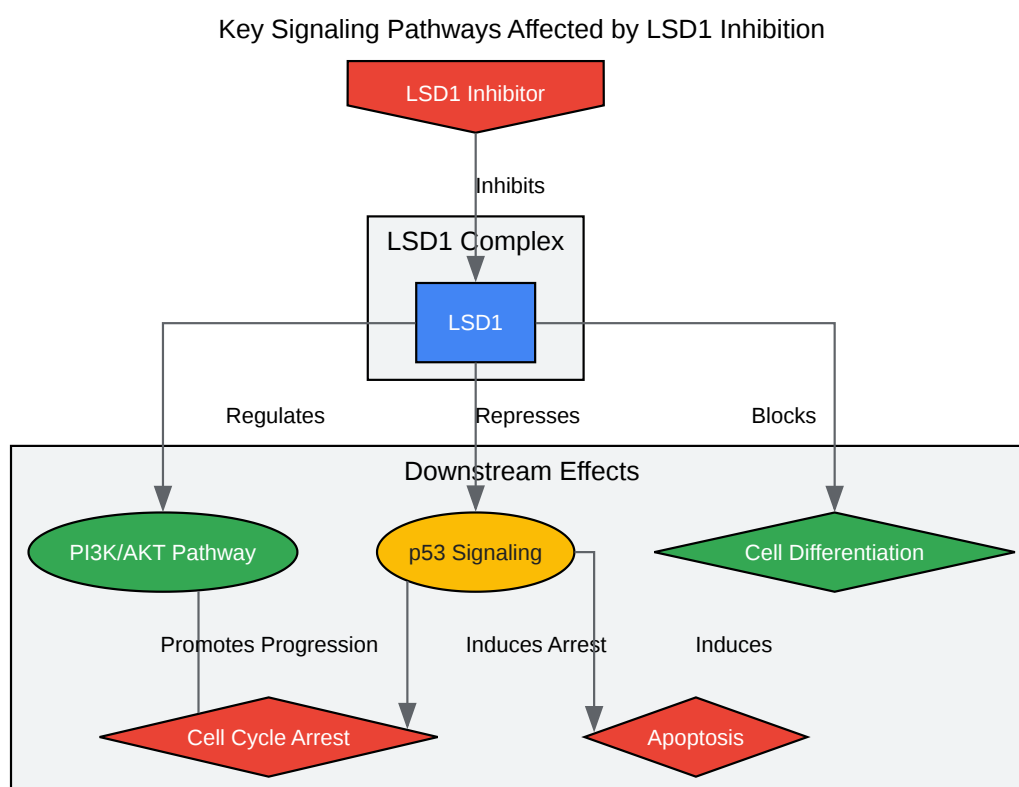 Key Signaling Pathways Affected by LSD1 Inhibition
LSD1 Inhibitor
Inhibits
LSD1 Complex
LSD1
Regulates
Represses
Blocks
Downstream Effects
PI3K/AKT Pathway
p53 Signaling
Cell Differentiation
Promotes Progression
Induces Arrest
Induces
Cell Cycle Arrest
Apoptosis